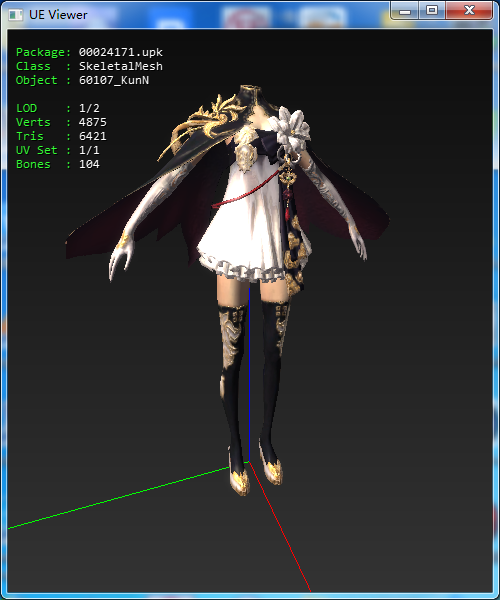 UE Viewer
Package: 00024171.upk
Class : SkeletalMesh
Object : 60107_KunN
LOD : 1/2
Verts : 4875
Tris : 6421
UV Set : 1/1
Bones : 104